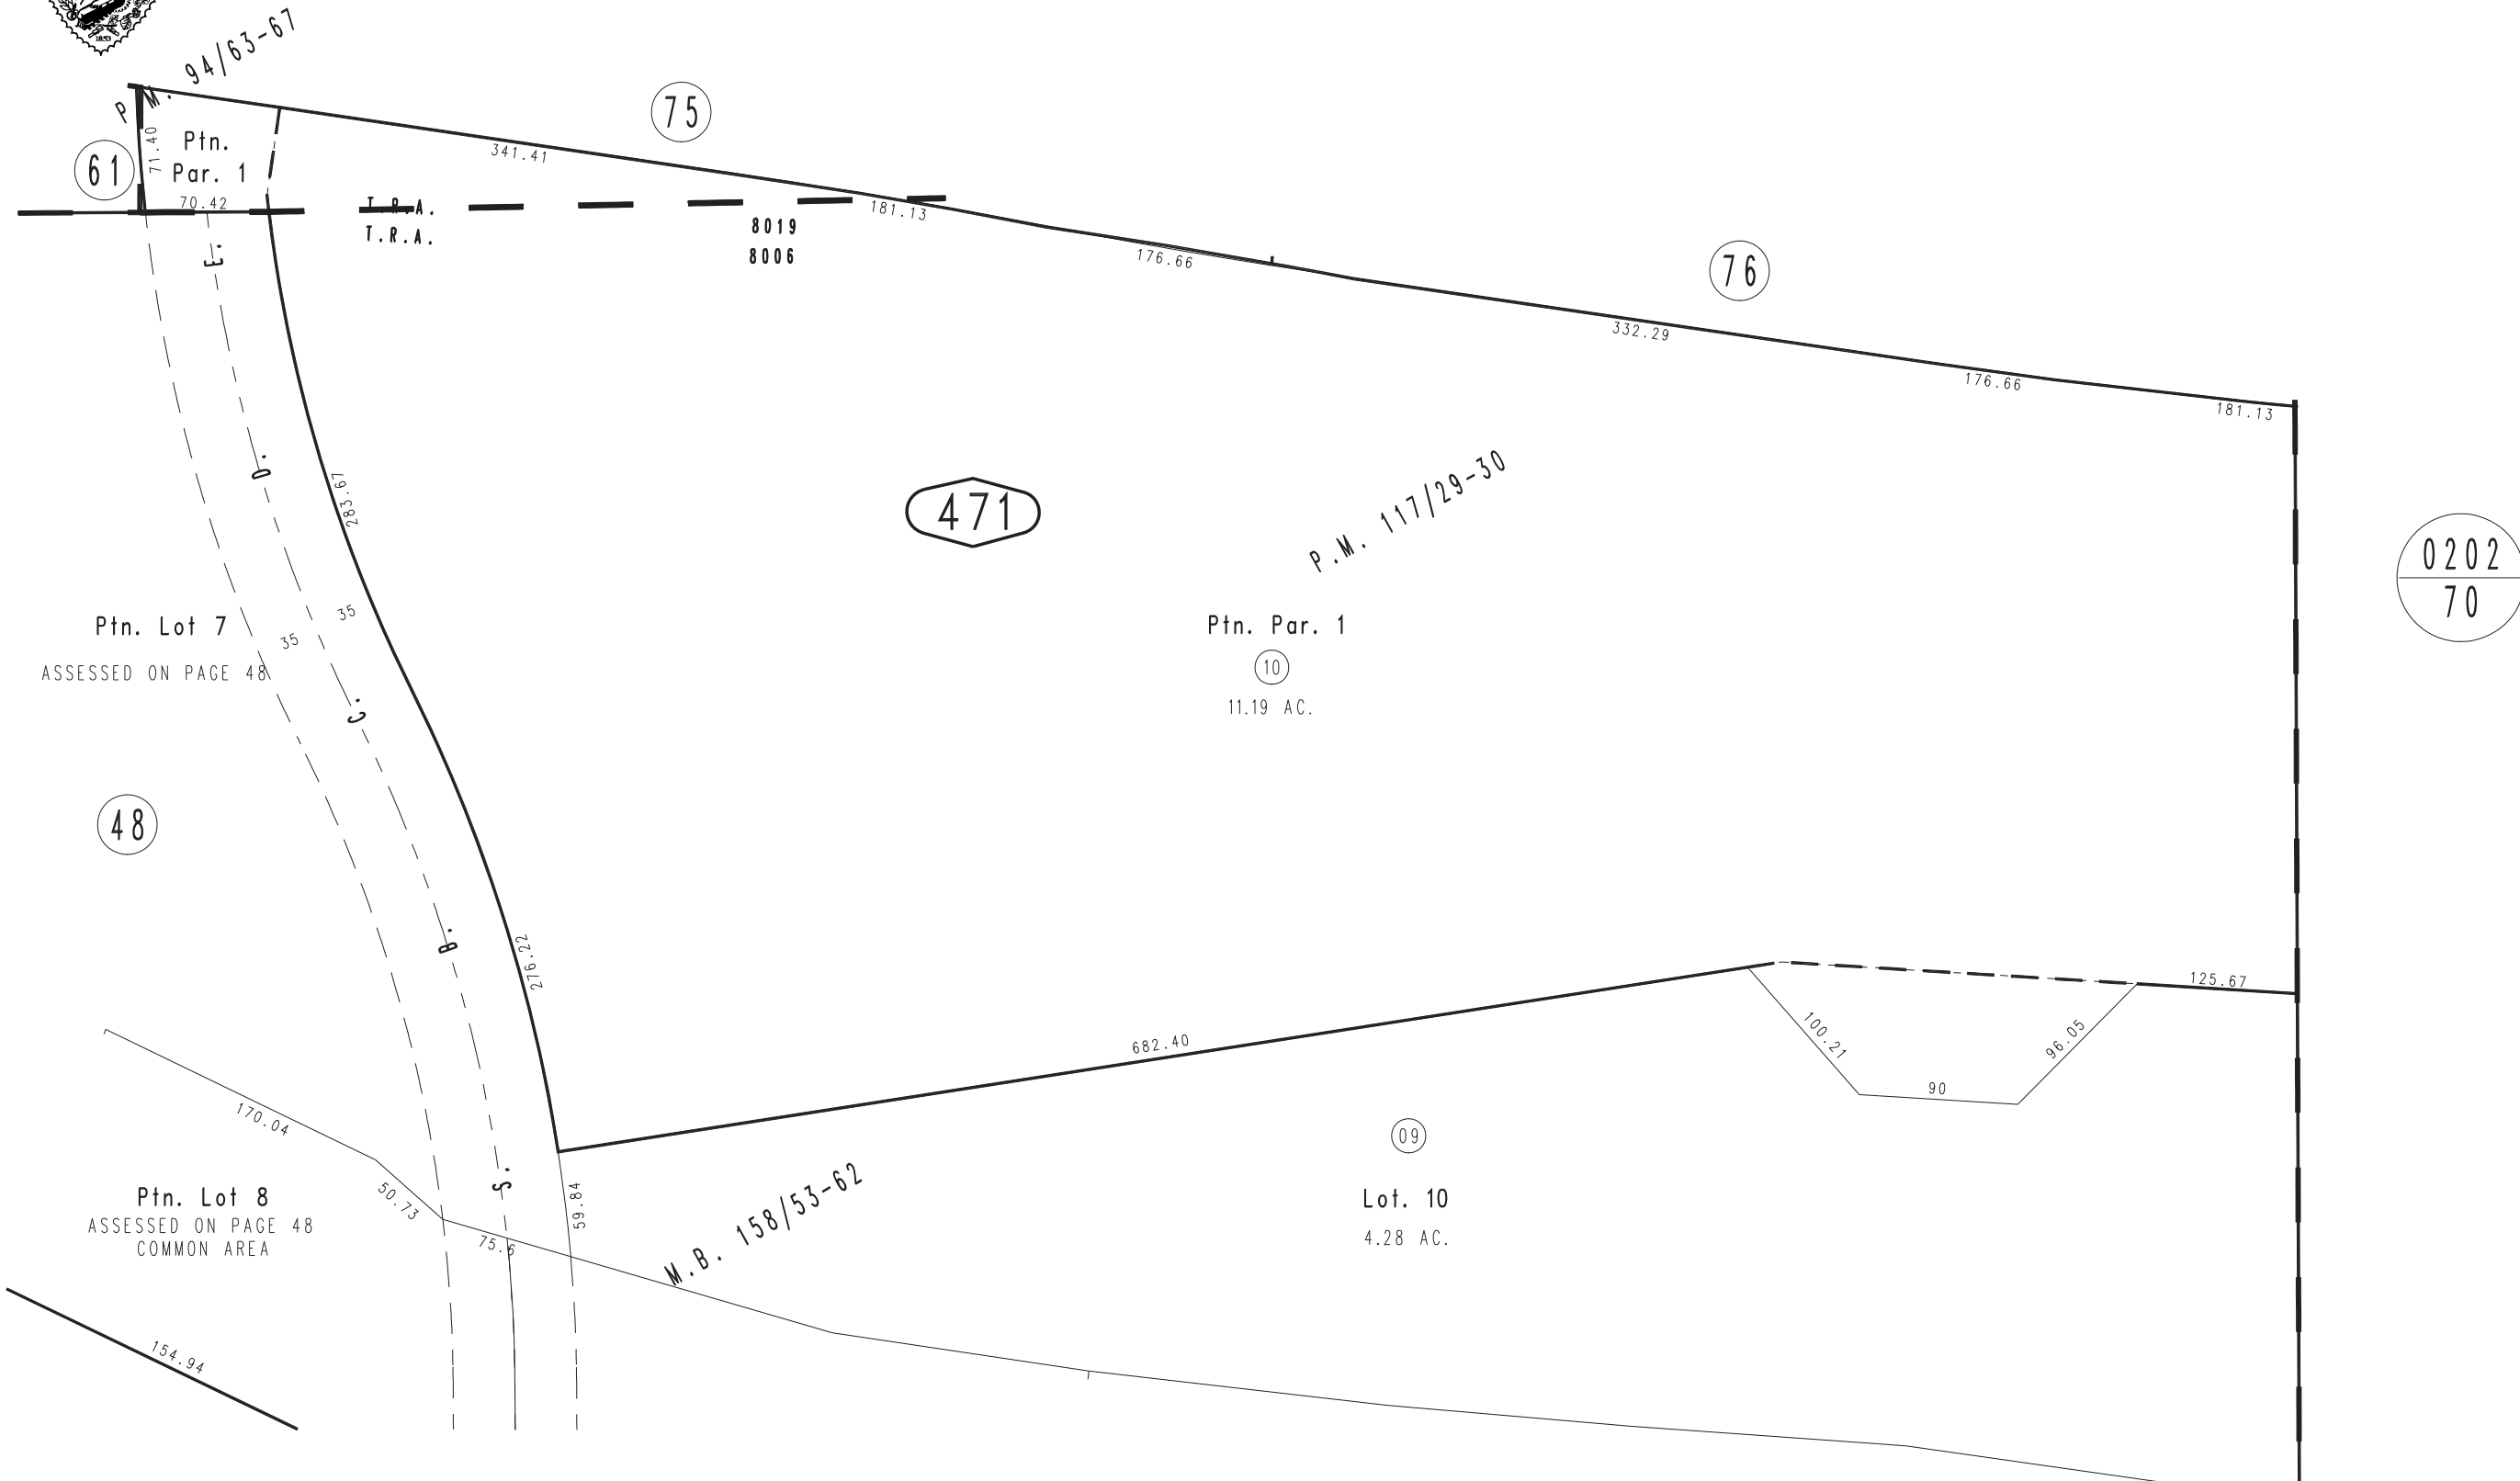 1853
P.M. 94/63-67
75
Ptn.
Par. 1
61
71.40
341.41
70.42
T.R.A.
8019
T.R.A.
8006
181.13
176.66
76
332.29
176.66
181.13
E.
D.
C.
B.
S.
283.67
471
P.M. 117/29-30
0202
70
35
35
Ptn. Lot 7
ASSESSED ON PAGE 48
Ptn. Par. 1
10
11.19 AC.
48
276.22
125.67
682.40
100.21
96.05
90
170.04
09
50.73
Ptn. Lot 8
ASSESSED ON PAGE 48
COMMON AREA
59.84
75.6
M.B. 158/53-62
Lot. 10
4.28 AC.
154.94